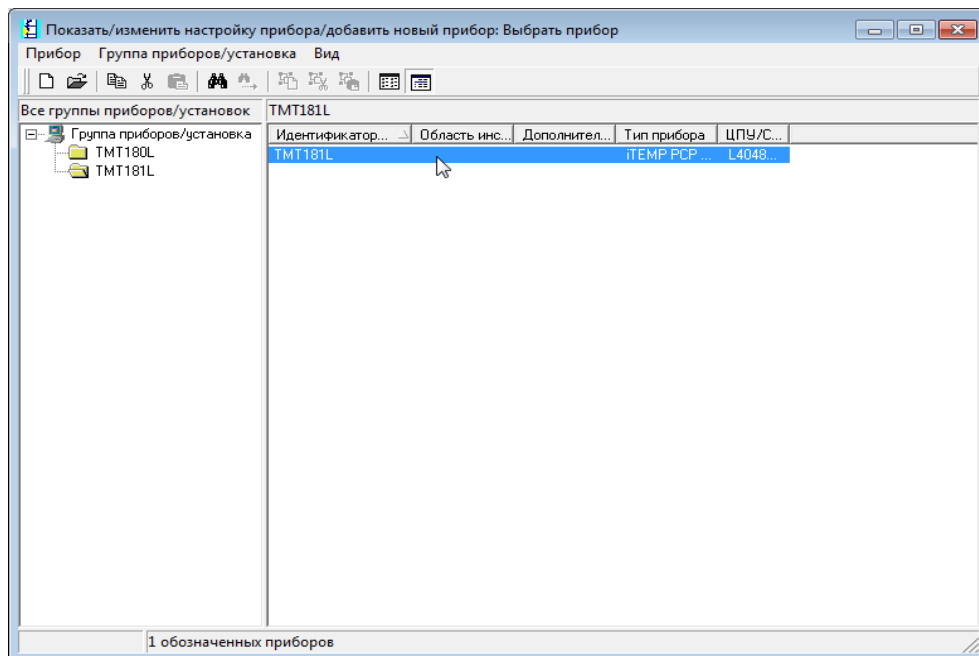 Показать/изменить настройку прибора/добавить новый прибор: Выбрать прибор
Прибор Группа приборов/установка Вид
Все группы приборов/установок
TMT181L
Группа приборов/установка
TMT180L
TMT181L
Идентификатор... Область инс... Дополнител... Тип прибора ЦПУ/С...
TMT181L iTEMP PCP ... L4048...
1 обозначенных приборов